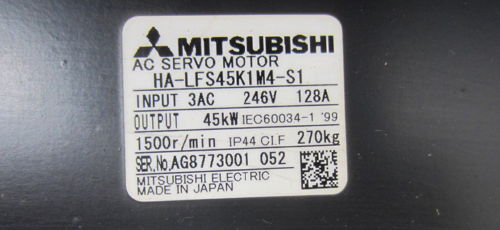 MITSUBISHI
AC SERVO MOTOR
HA-LFS45K1M4-S1
INPUT 3AC 246V 128A
OUTPUT 45kW IEC60034-1 '99
1500r/min IP44 CI.F 270kg
SER.No.AG8773001 052
MITSUBISHI ELECTRIC
MADE IN JAPAN